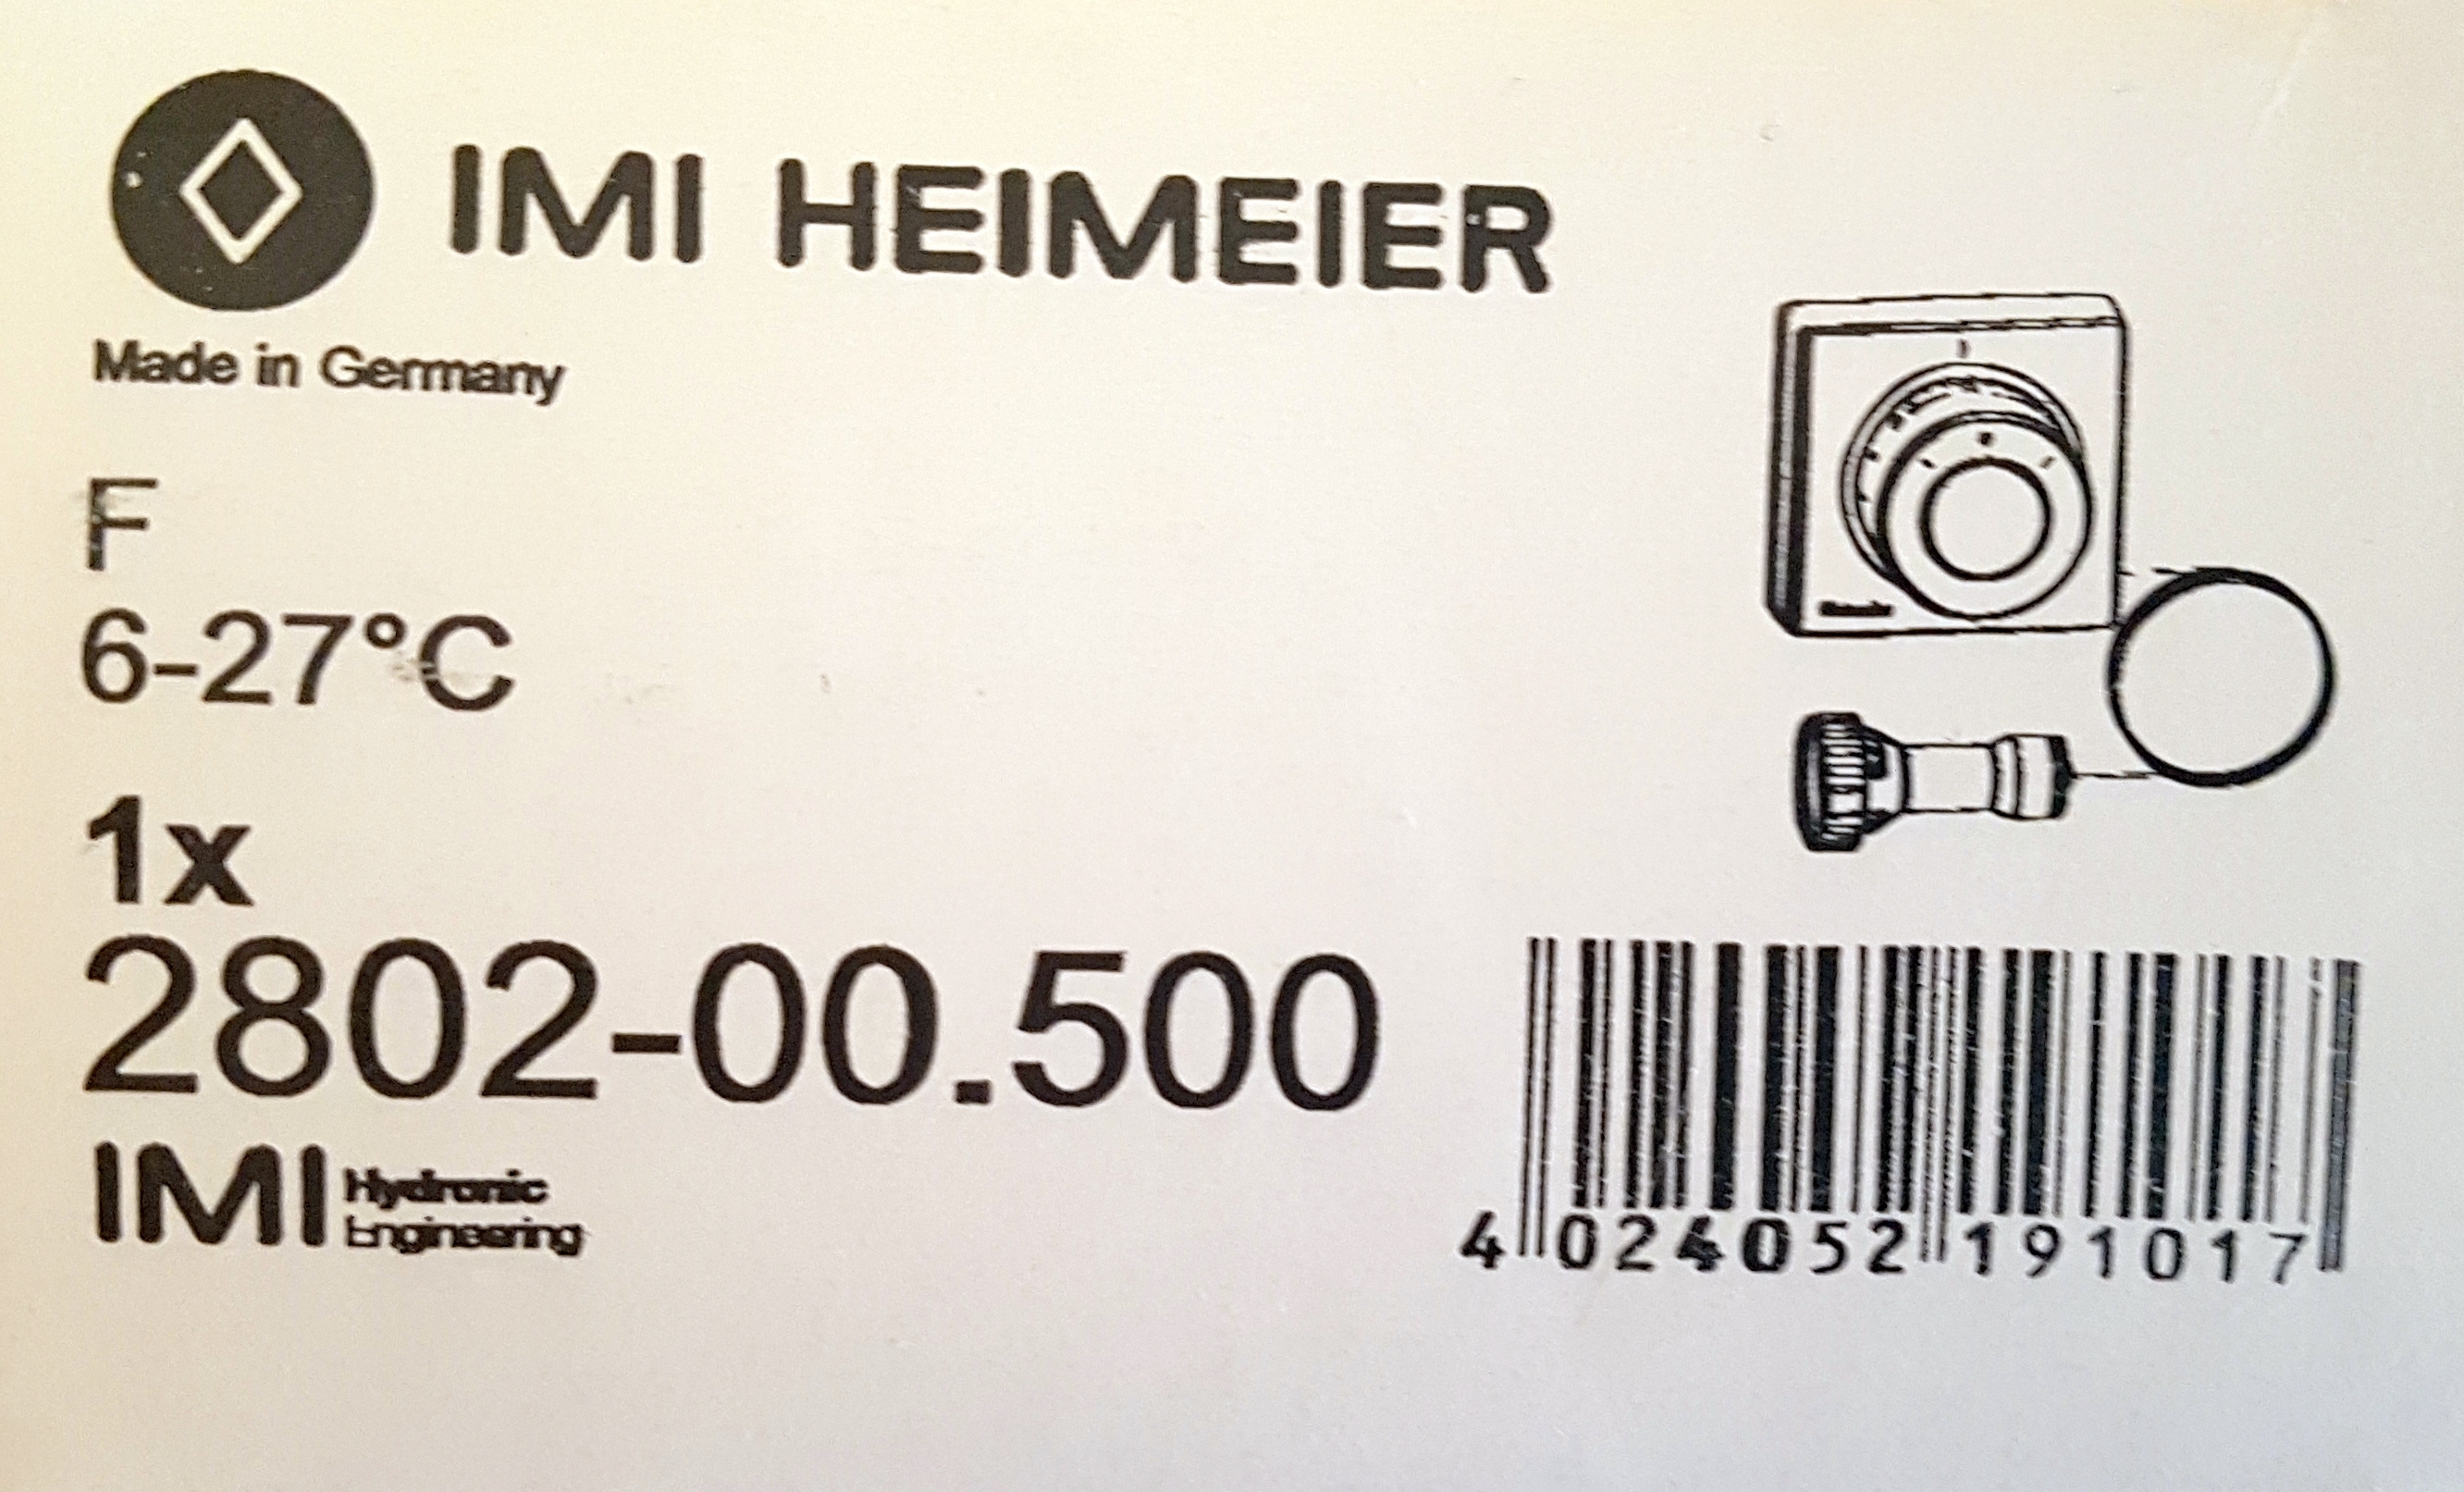 IMI HEIMEIER
Made in Germany
F
6-27°C
1x
2802-00.500
IMI Hydronic
Engineering
4 024052 191017